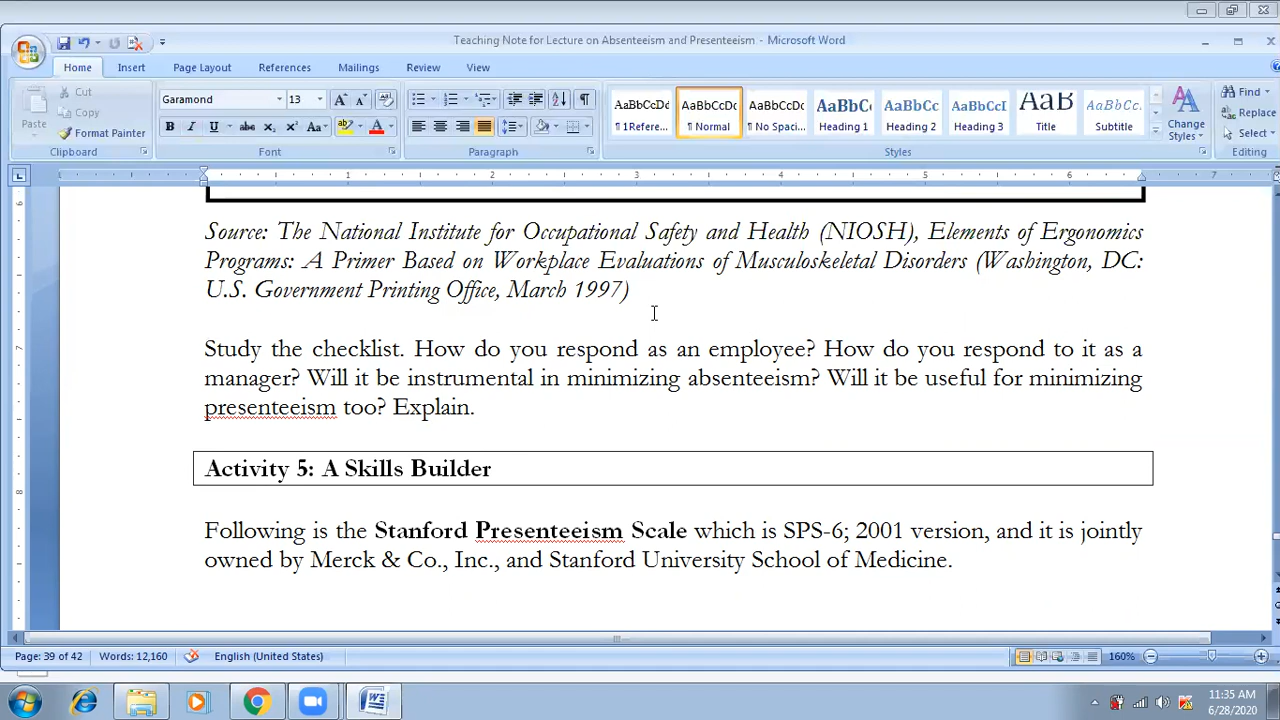 Teaching Note for Lecture on Absenteeism and Presenteeism - Microsoft Word
Home Insert Page Layout References Mailings Review View
Paste
Cut
Copy
Format Painter
Clipboard
Garamond 13
Font
Paragraph
AaBbCcDc AaBbCcDc AaBbCcDc AaBbC AaBbCc AaBbCcI AaB AaBbCc.
¶ 1Refere... ¶ Normal ¶ No Spaci... Heading 1 Heading 2 Heading 3 Title Subtitle
Change Styles
Styles
Find
Replace
Select
Editing
1 2 3 4 5 6 7
Source: The National Institute for Occupational Safety and Health (NIOSH), Elements of Ergonomics
Programs: A Primer Based on Workplace Evaluations of Musculoskeletal Disorders (Washington, DC:
U.S. Government Printing Office, March 1997)
Study the checklist. How do you respond as an employee? How do you respond to it as a
manager? Will it be instrumental in minimizing absenteeism? Will it be useful for minimizing
presenteeism too? Explain.
Activity 5: A Skills Builder
Following is the Stanford Presenteeism Scale which is SPS-6; 2001 version, and it is jointly
owned by Merck & Co., Inc., and Stanford University School of Medicine.
Page: 39 of 42 Words: 12,160 English (United States) 160%
11:35 AM
6/28/2020